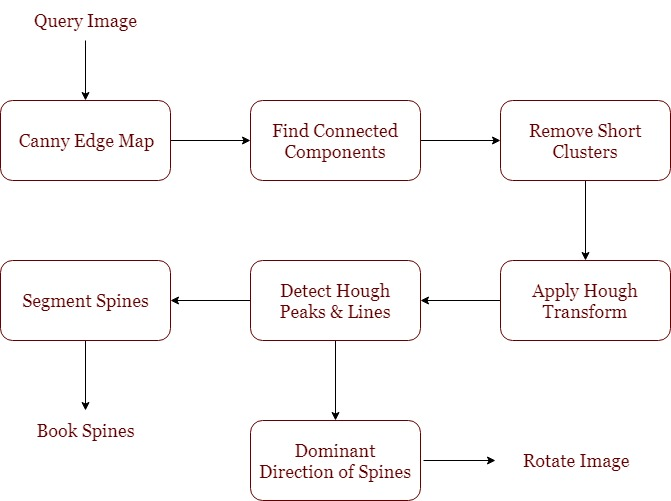 Query Image
Canny Edge Map
Find Connected
Components
Remove Short
Clusters
Segment Spines
Detect Hough
Peaks & Lines
Apply Hough
Transform
Book Spines
Dominant
Direction of Spines
Rotate Image